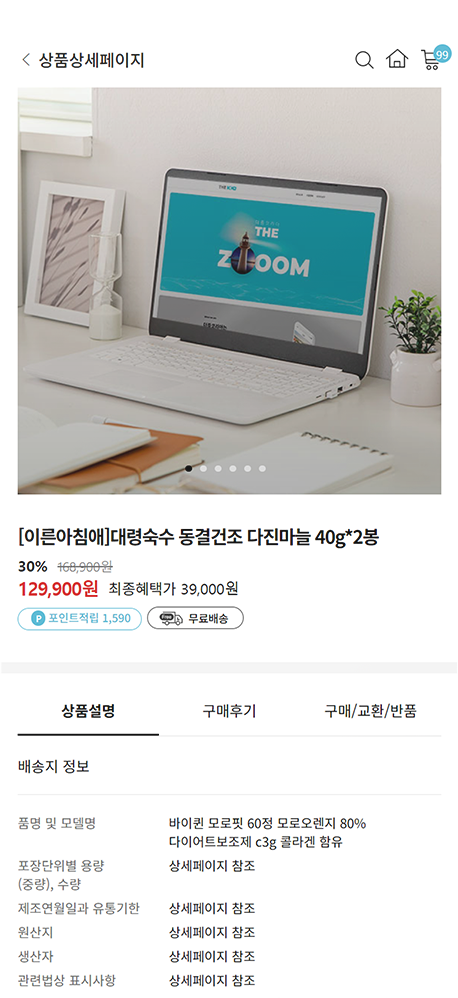 상품상세페이지
99
THE
ZOOM
[이른아침애]대령숙수 동결건조 다진마늘 40g*2봉
30% 168,900원
129,900원 최종혜택가 39,000원
P 포인트적립 1,590 Free 무료배송
상품설명 구매후기 구매/교환/반품
배송지 정보
품명 및 모델명 바이퀸 모로핏 60정 모로오렌지 80%
다이어트보조제 c3g 콜라겐 함유
포장단위별 용량 상세페이지 참조
(중량), 수량
제조연월일과 유통기한 상세페이지 참조
원산지 상세페이지 참조
생산자 상세페이지 참조
관련법상 표시사항 상세페이지 참조